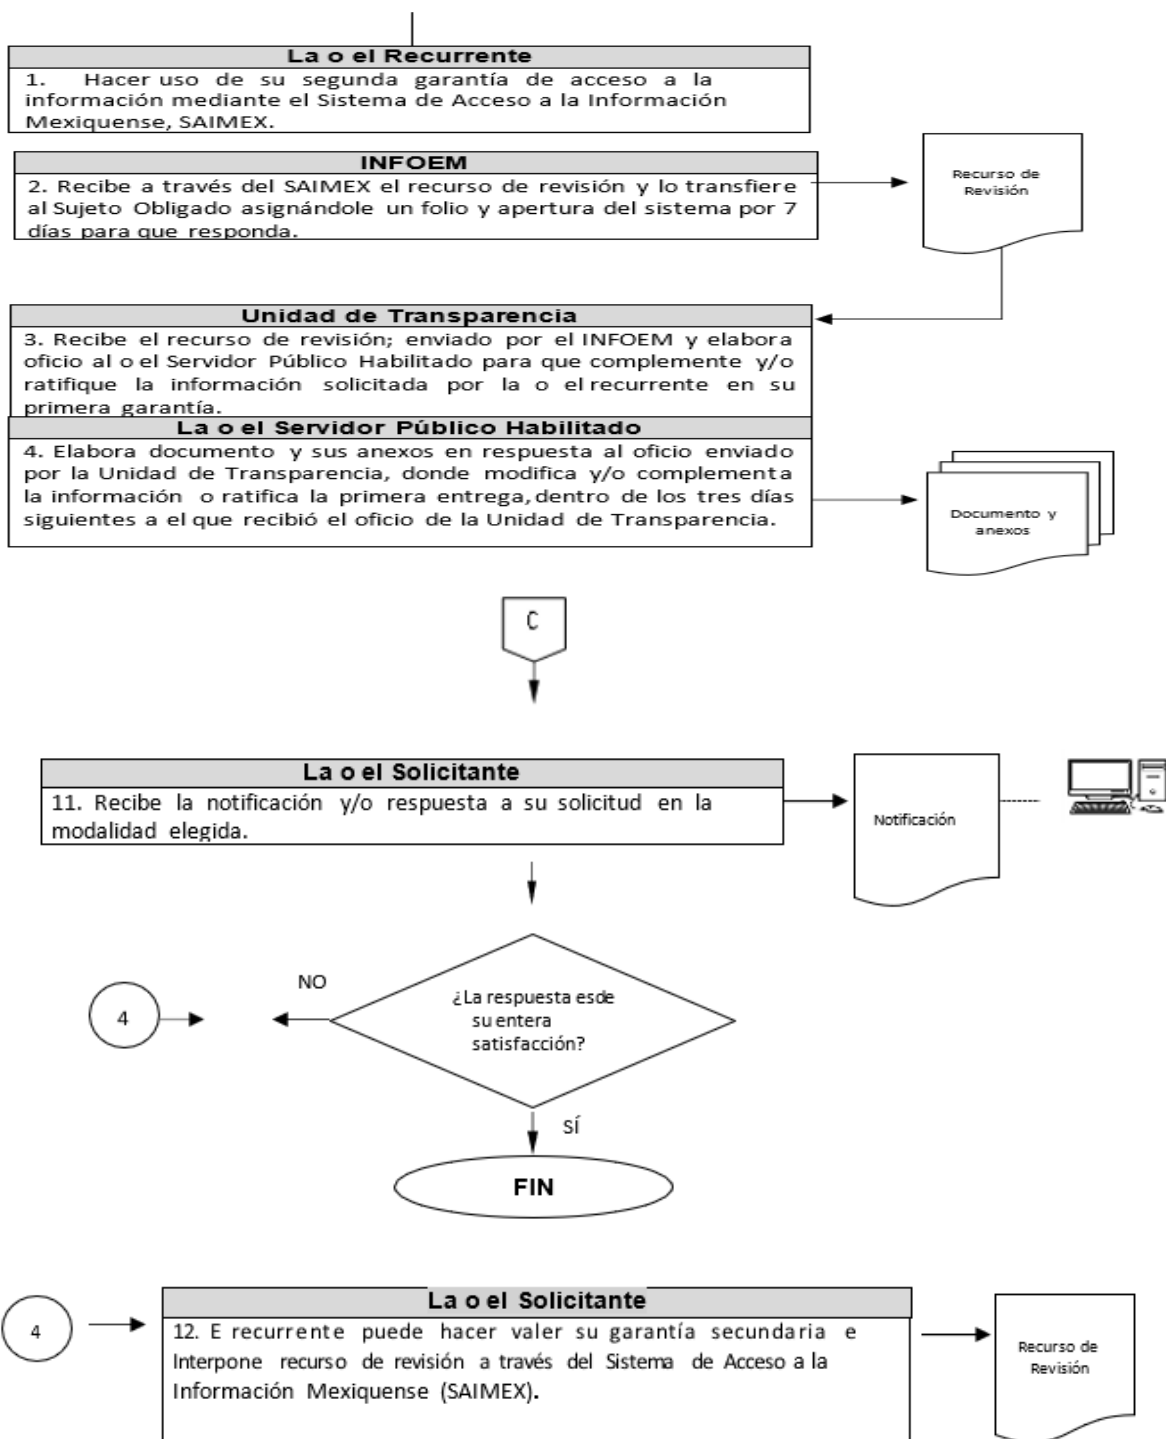 La o el Recurrente
1. Hacer uso de su segunda garantía de acceso a la
información mediante el Sistema de Acceso a la Información
Mexiquense, SAIMEX.
INFOEM
2. Recibe a través del SAIMEX el recurso de revisión y lo transfiere
al Sujeto Obligado asignándole un folio y apertura del sistema por 7
días para que responda.
Recurso de
Revisión
Unidad de Transparencia
3. Recibe el recurso de revisión; enviado por el INFOEM y elabora
oficio al o el Servidor Público Habilitado para que complemente y/o
ratifique la información solicitada por la o el recurrente en su
primera garantía.
La o el Servidor Público Habilitado
4. Elabora documento y sus anexos en respuesta al oficio enviado
por la Unidad de Transparencia, donde modifica y/o complementa
la información o ratifica la primera entrega, dentro de los tres días
siguientes a el que recibió el oficio de la Unidad de Transparencia.
Documento y
anexos
C
La o el Solicitante
11. Recibe la notificación y/o respuesta a su solicitud en la
modalidad elegida.
Notificación
NO
4
¿La respuesta es de
su entera
satisfacción?
SÍ
FIN
4
La o el Solicitante
12. E recurrente puede hacer valer su garantía secundaria e
Interpone recurso de revisión a través del Sistema de Acceso a la
Información Mexiquense (SAIMEX).
Recurso de
Revisión